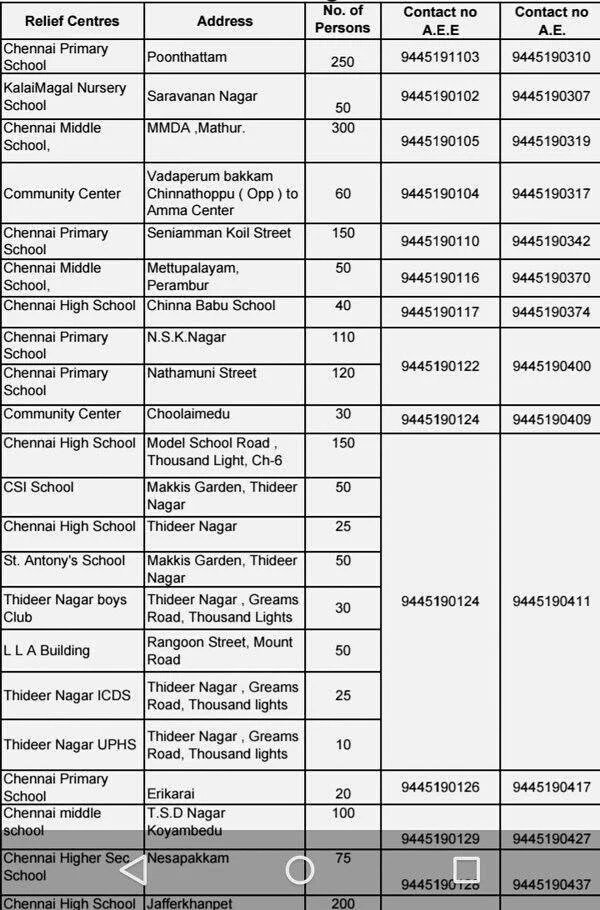 Relief Centres Address No. of Persons Contact no A.E.E Contact no A.E.
Chennai Primary School Poonthattam 250 9445191103 9445190310
KalaiMagal Nursery School Saravanan Nagar 50 9445190102 9445190307
Chennai Middle School, MMDA ,Mathur. 300 9445190105 9445190319
Community Center Vadaperum bakkam Chinnathoppu ( Opp ) to Amma Center 60 9445190104 9445190317
Chennai Primary School Seniamman Koil Street 150 9445190110 9445190342
Chennai Middle School, Mettupalayam, Perambur 50 9445190116 9445190370
Chennai High School Chinna Babu School 40 9445190117 9445190374
Chennai Primary School N.S.K.Nagar 110 9445190122 9445190400
Chennai Primary School Nathamuni Street 120
Community Center Choolaimedu 30 9445190124 9445190409
Chennai High School Model School Road , Thousand Light, Ch-6 150 9445190124 9445190411
CSI School Makkis Garden, Thideer Nagar 50
Chennai High School Thideer Nagar 25
St. Antony's School Makkis Garden, Thideer Nagar 50
Thideer Nagar boys Club Thideer Nagar , Greams Road, Thousand Lights 30
L L A Building Rangoon Street, Mount Road 50
Thideer Nagar ICDS Thideer Nagar , Greams Road, Thousand lights 25
Thideer Nagar UPHS Thideer Nagar , Greams Road, Thousand lights 10
Chennai Primary School Erikarai 20 9445190126 9445190417
Chennai middle school T.S.D Nagar Koyambedu 100 9445190129 9445190427
Chennai Higher Sec School Nesapakkam 75 9445190128 9445190437
Chennai High School Jafferkhanpet 200